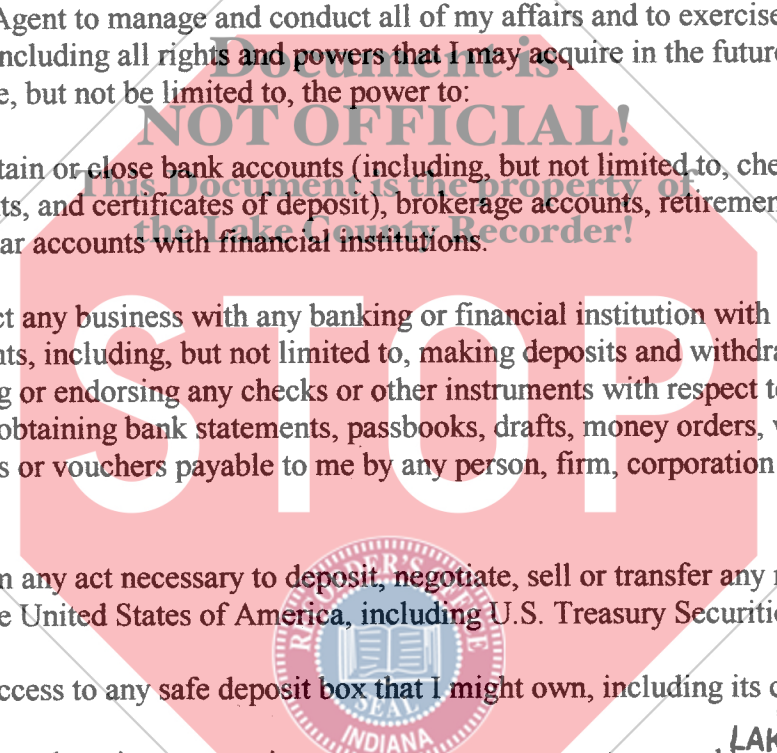 Agent to manage and conduct all of my affairs and to exercise
ncluding all rights and powers that I may acquire in the future
Document is
e, but not be limited to, the power to:
NOT OFFICIAL!
tain or close bank accounts (including, but not limited to, che
This Document is the property of
ts, and certificates of deposit), brokerage accounts, retiremen
the Lake County Recorder!
ar accounts with financial institutions.
STOP
ct any business with any banking or financial institution with
nts, including, but not limited to, making deposits and withdra
g or endorsing any checks or other instruments with respect to
obtaining bank statements, passbooks, drafts, money orders,
s or vouchers payable to me by any person, firm, corporation
n any act necessary to deposit, negotiate, sell or transfer any
e United States of America, including U.S. Treasury Securitie
ccess to any safe deposit box that I might own, including its c
RECORDER'S OFFICE
SEAL
INDIANA
LAK